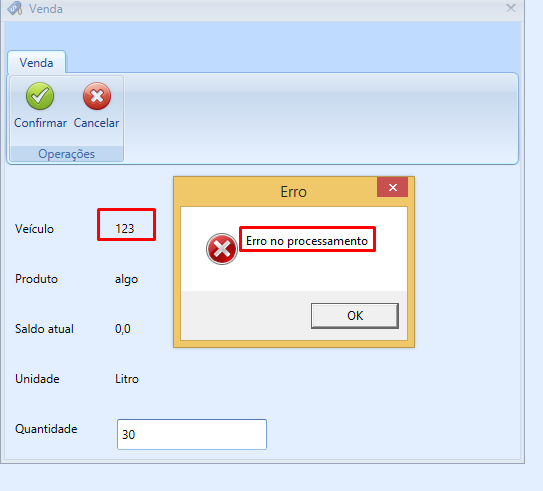 Venda
Venda
Confirmar Cancelar
Operações
Erro
Erro no processamento
OK
Veículo 123
Produto algo
Saldo atual 0,0
Unidade Litro
Quantidade 30